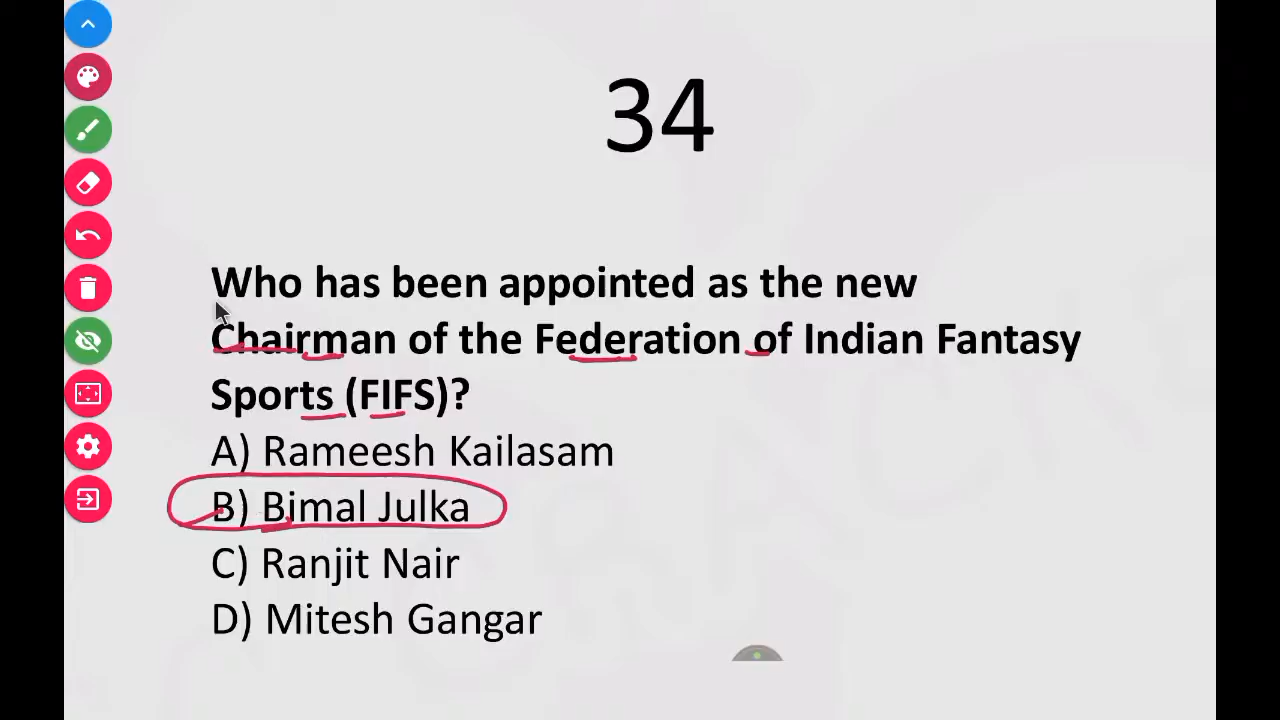 34
Who has been appointed as the new
Chairman of the Federation of Indian Fantasy
Sports (FIFS)?
A) Rameesh Kailasam
B) Bimal Julka
C) Ranjit Nair
D) Mitesh Gangar